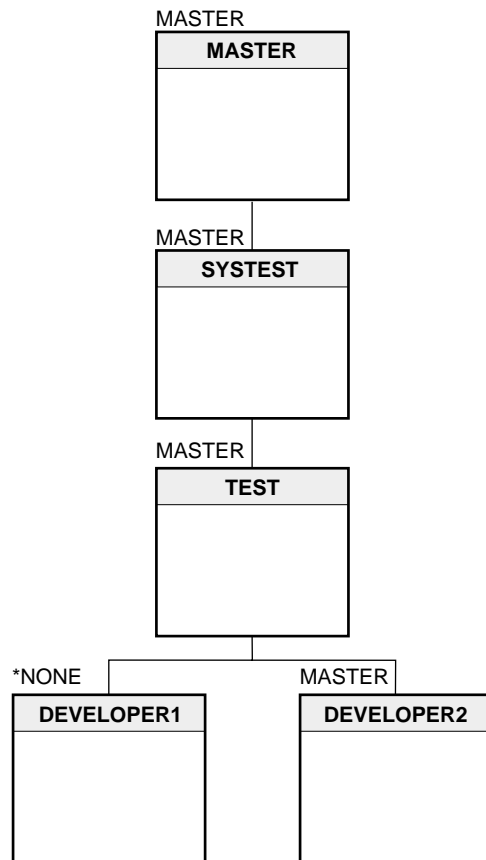 MASTER
MASTER
MASTER
SYSTEST
MASTER
TEST
*NONE
MASTER
DEVELOPER1
DEVELOPER2